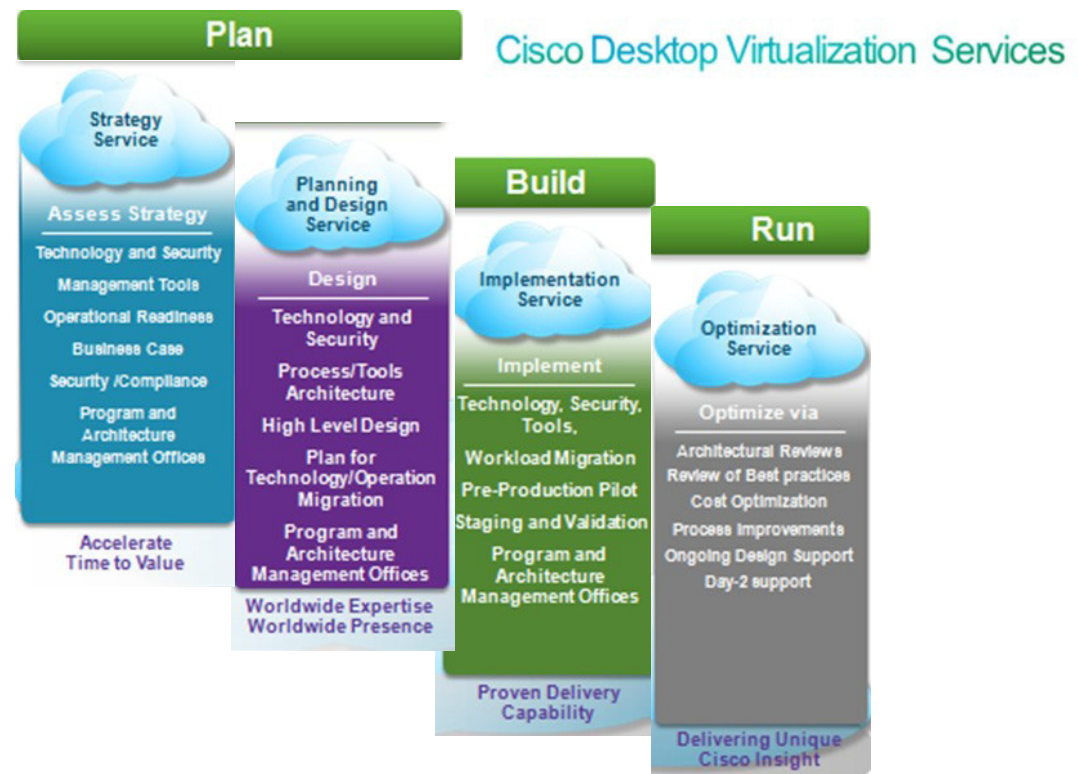 Plan
Cisco Desktop Virtualization Services
Strategy
Service
Assess Strategy
Technology and Security
Management Tools
Operational Readiness
Business Case
Security /Compliance
Program and
Architecture
Management Offices
Accelerate
Time to Value
Planning
and Design
Service
Design
Technology and
Security
Process/Tools
Architecture
High Level Design
Plan for
Technology/Operation
Migration
Program and
Architecture
Management Offices
Worldwide Expertise
Worldwide Presence
Build
Implementation
Service
Implement
Technology, Security,
Tools,
Workload Migration
Pre-Production Pilot
Staging and Validation
Program and
Architecture
Management Offices
Proven Delivery
Capability
Run
Optimization
Service
Optimize via
Architectural Reviews
Review of Best practices
Cost Optimization
Process Improvements
Ongoing Design Support
Day-2 support
Delivering Unique
Cisco Insight